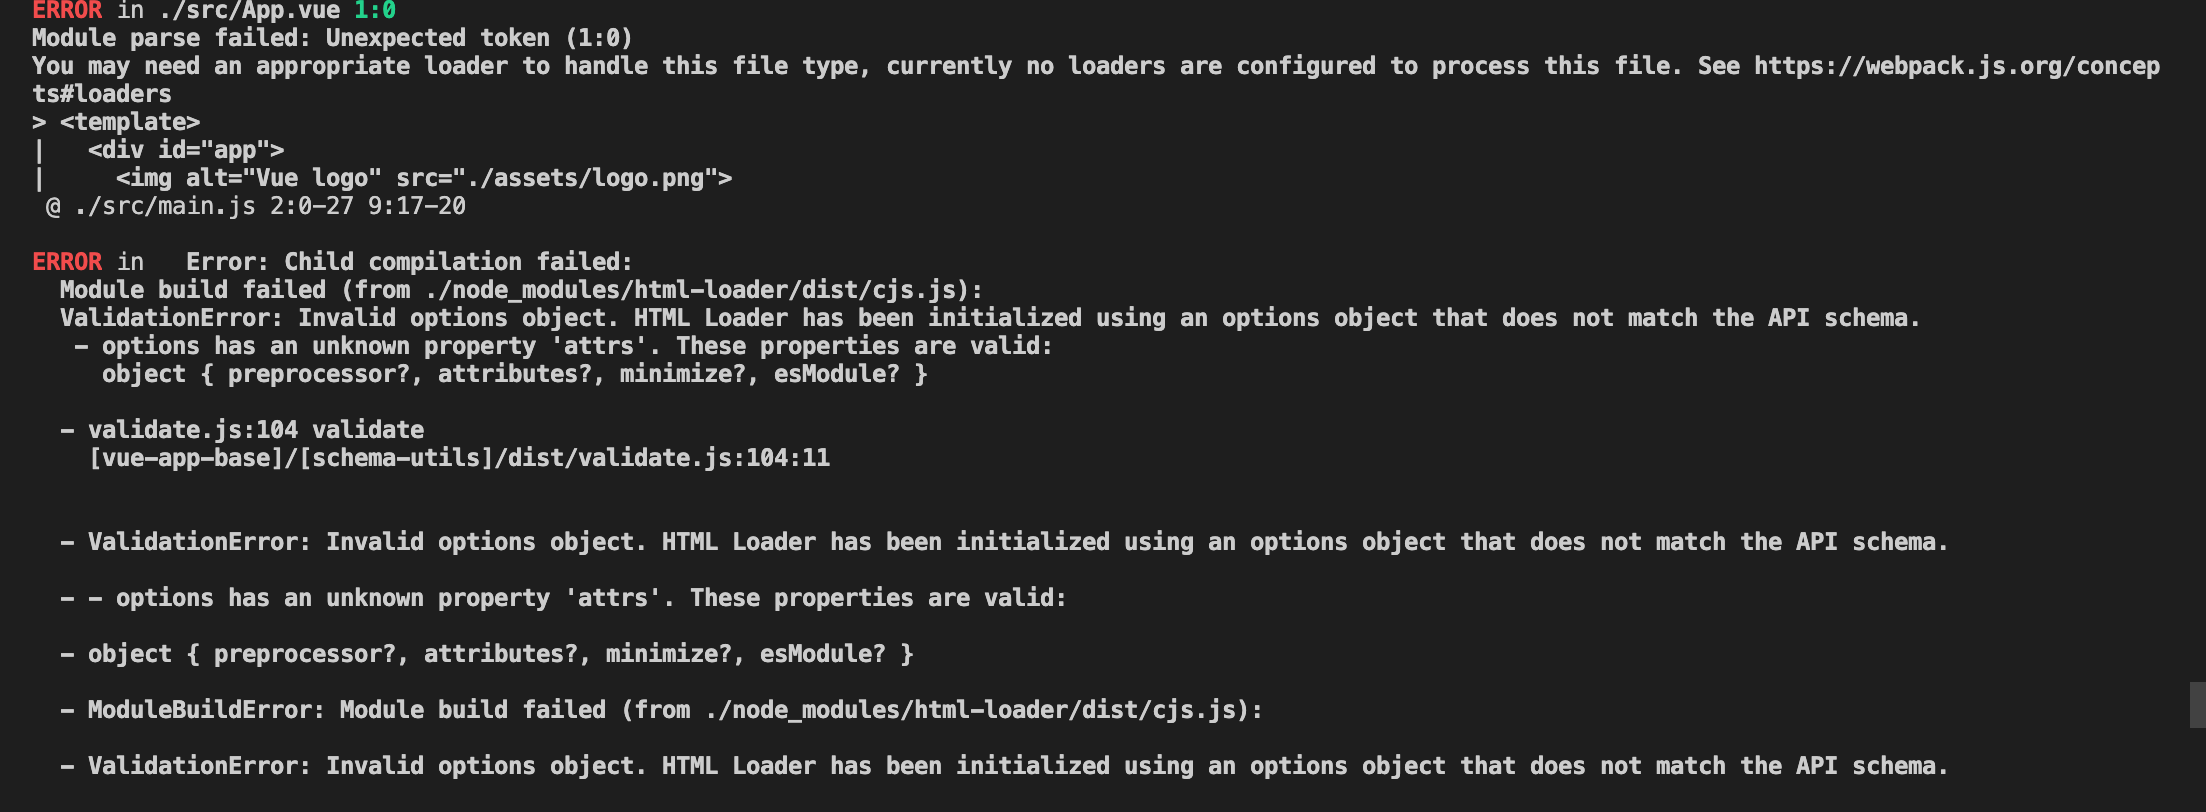 ERROR in ./src/App.vue 1:0
Module parse failed: Unexpected token (1:0)
You may need an appropriate loader to handle this file type, currently no loaders are configured to process this file. See https://webpack.js.org/concep
ts#loaders
> <template>
|   <div id="app">
|     <img alt="Vue logo" src="./assets/logo.png">
 @ ./src/main.js 2:0-27 9:17-20

ERROR in   Error: Child compilation failed:
  Module build failed (from ./node_modules/html-loader/dist/cjs.js):
  ValidationError: Invalid options object. HTML Loader has been initialized using an options object that does not match the API schema.
   - options has an unknown property 'attrs'. These properties are valid:
     object { preprocessor?, attributes?, minimize?, esModule? }

  - validate.js:104 validate
    [vue-app-base]/[schema-utils]/dist/validate.js:104:11

  - ValidationError: Invalid options object. HTML Loader has been initialized using an options object that does not match the API schema.

  - - options has an unknown property 'attrs'. These properties are valid:

  - object { preprocessor?, attributes?, minimize?, esModule? }

  - ModuleBuildError: Module build failed (from ./node_modules/html-loader/dist/cjs.js):

  - ValidationError: Invalid options object. HTML Loader has been initialized using an options object that does not match the API schema.